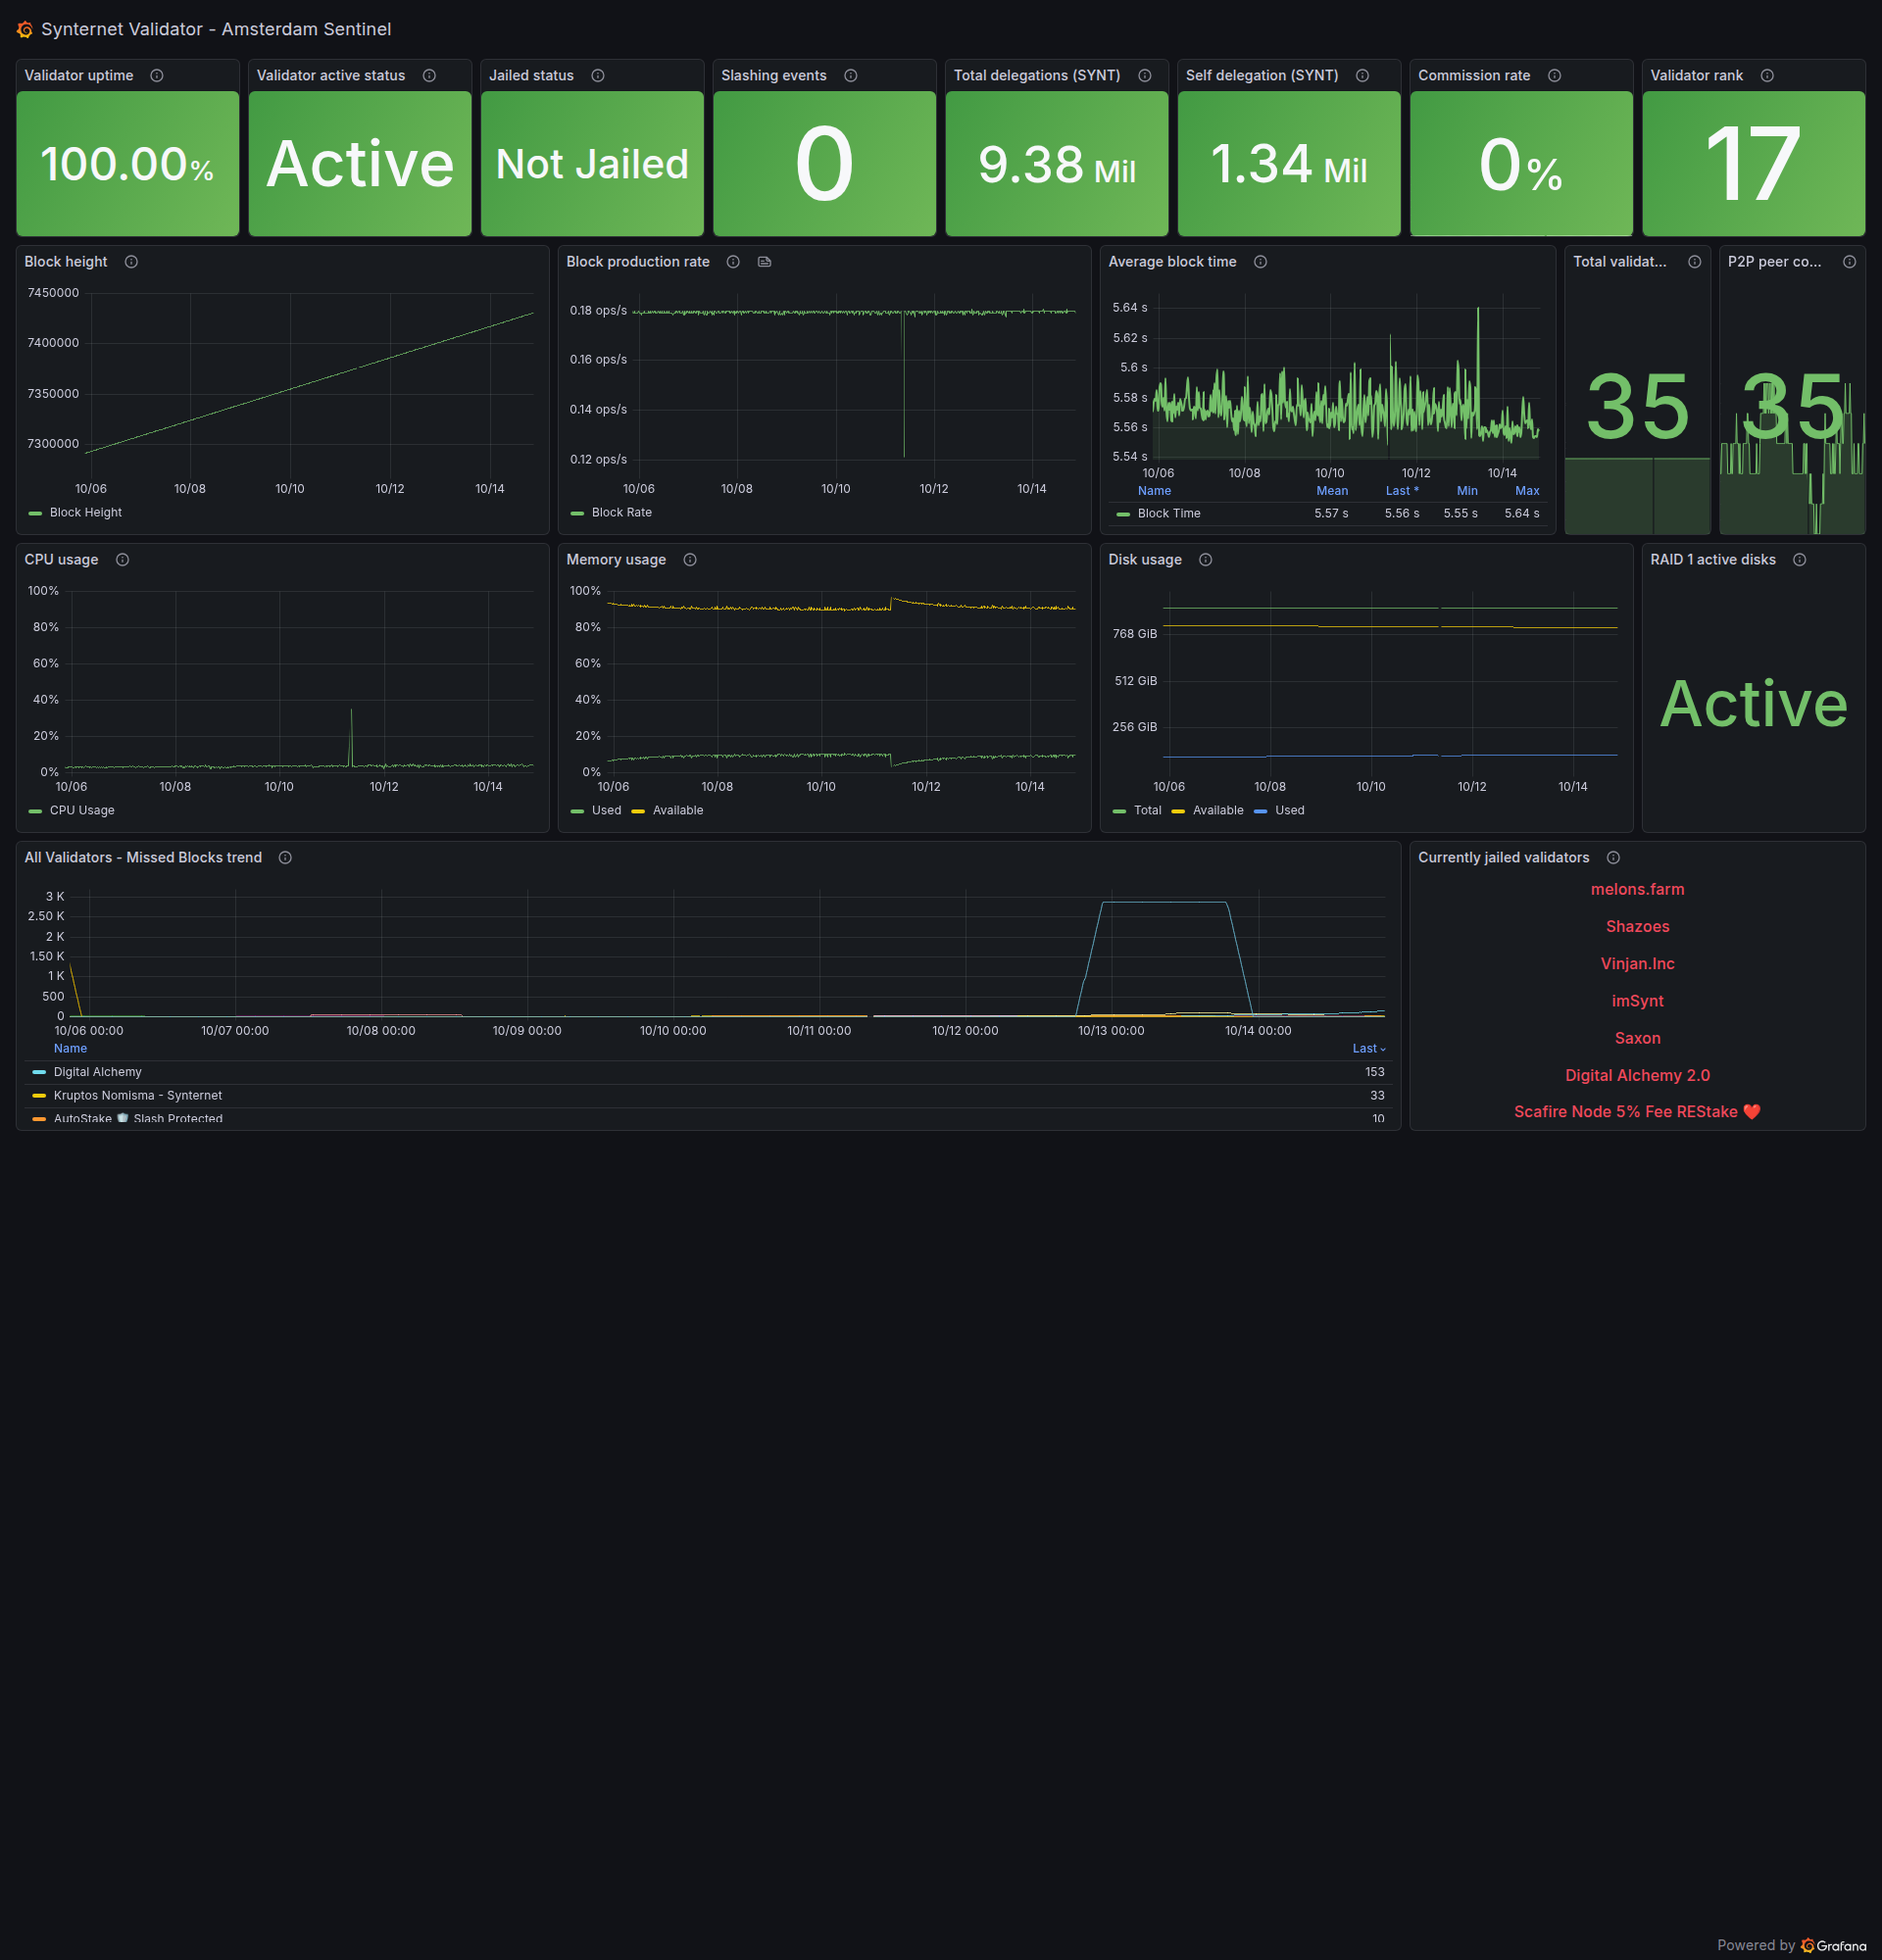 Synternet Validator - Amsterdam Sentinel
Validator uptime
100.00%
Validator active status
Active
Jailed status
Not Jailed
Slashing events
0
Total delegations (SYNT)
9.38 Mil
Self delegation (SYNT)
1.34 Mil
Commission rate
0%
Validator rank
17
Block height
7450000
7400000
7350000
7300000
10/06 10/08 10/10 10/12 10/14
Block Height
Block production rate
0.18 ops/s
0.16 ops/s
0.14 ops/s
0.12 ops/s
10/06 10/08 10/10 10/12 10/14
Block Rate
Average block time
5.64 s
5.62 s
5.6 s
5.58 s
5.56 s
5.54 s
10/06 10/08 10/10 10/12 10/14
Name Mean Last * Min Max
Block TIme 5.57 s 5.56 s 5.55 s 5.64 s
Total validat...
35
P2P peer co...
35
CPU usage
100%
80%
60%
40%
20%
0%
10/06 10/08 10/10 10/12 10/14
CPU Usage
Memory usage
100%
80%
60%
40%
20%
0%
10/06 10/08 10/10 10/12 10/14
Used Available
Disk usage
768 GiB
512 GiB
256 GiB
10/06 10/08 10/10 10/12 10/14
Total Available Used
RAID 1 active disks
Active
All Validators - Missed Blocks trend
3 K
2.50 K
2 K
1.50 K
1 K
500
0
10/06 00:00 10/07 00:00 10/08 00:00 10/09 00:00 10/10 00:00 10/11 00:00 10/12 00:00 10/13 00:00 10/14 00:00
Name Last
Digital Alchemy 153
Kruptos Nomisma - Synternet 33
AutoStake 🛡️ Slash Protected 10
Currently jailed validators
melons.farm
Shazoes
Vinjan.Inc
imSynt
Saxon
Digital Alchemy 2.0
Scafire Node 5% Fee REStake ❤️
Powered by Grafana